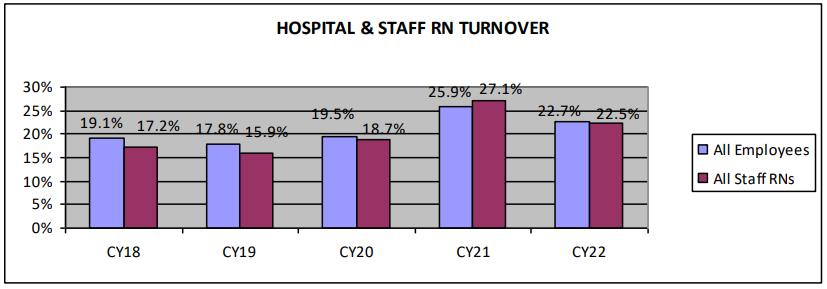 HOSPITAL & STAFF RN TURNOVER
30%
25%
20%
15%
10%
5%
0%
19.1% 17.2% 17.8% 15.9% 19.5% 18.7% 25.9% 27.1% 22.7% 22.5%
CY18 CY19 CY20 CY21 CY22
All Employees
All Staff RNs